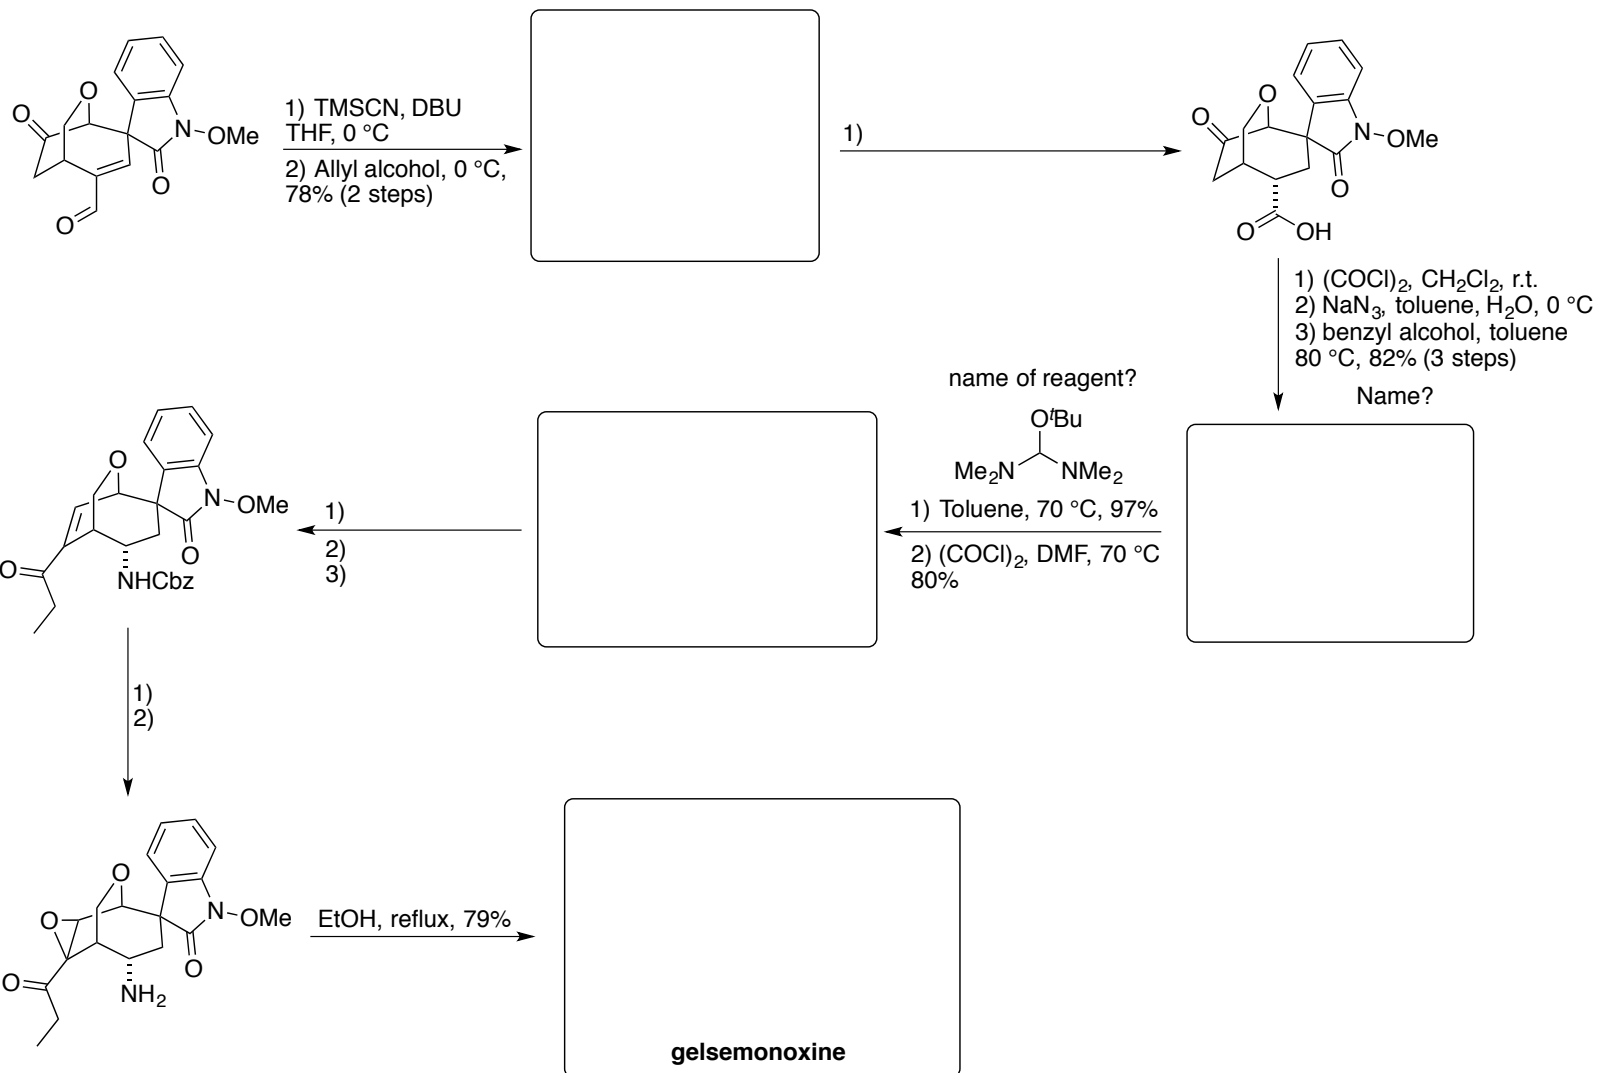 O
O
N
OMe
O
O
1) TMSCN, DBU
THF, 0 °C
2) Allyl alcohol, 0 °C,
78% (2 steps)
1)
O
O
N
OMe
O
O
OH
1) (COCl)2, CH2Cl2, r.t.
2) NaN3, toluene, H2O, 0 °C
3) benzyl alcohol, toluene
80 °C, 82% (3 steps)
Name?
name of reagent?
OtBu
Me2N
NMe2
1) Toluene, 70 °C, 97%
2) (COCl)2, DMF, 70 °C
80%
1)
2)
3)
O
N
OMe
O
O
NHCbz
1)
2)
O
O
N
OMe
O
O
NH2
EtOH, reflux, 79%
gelsemonoxine